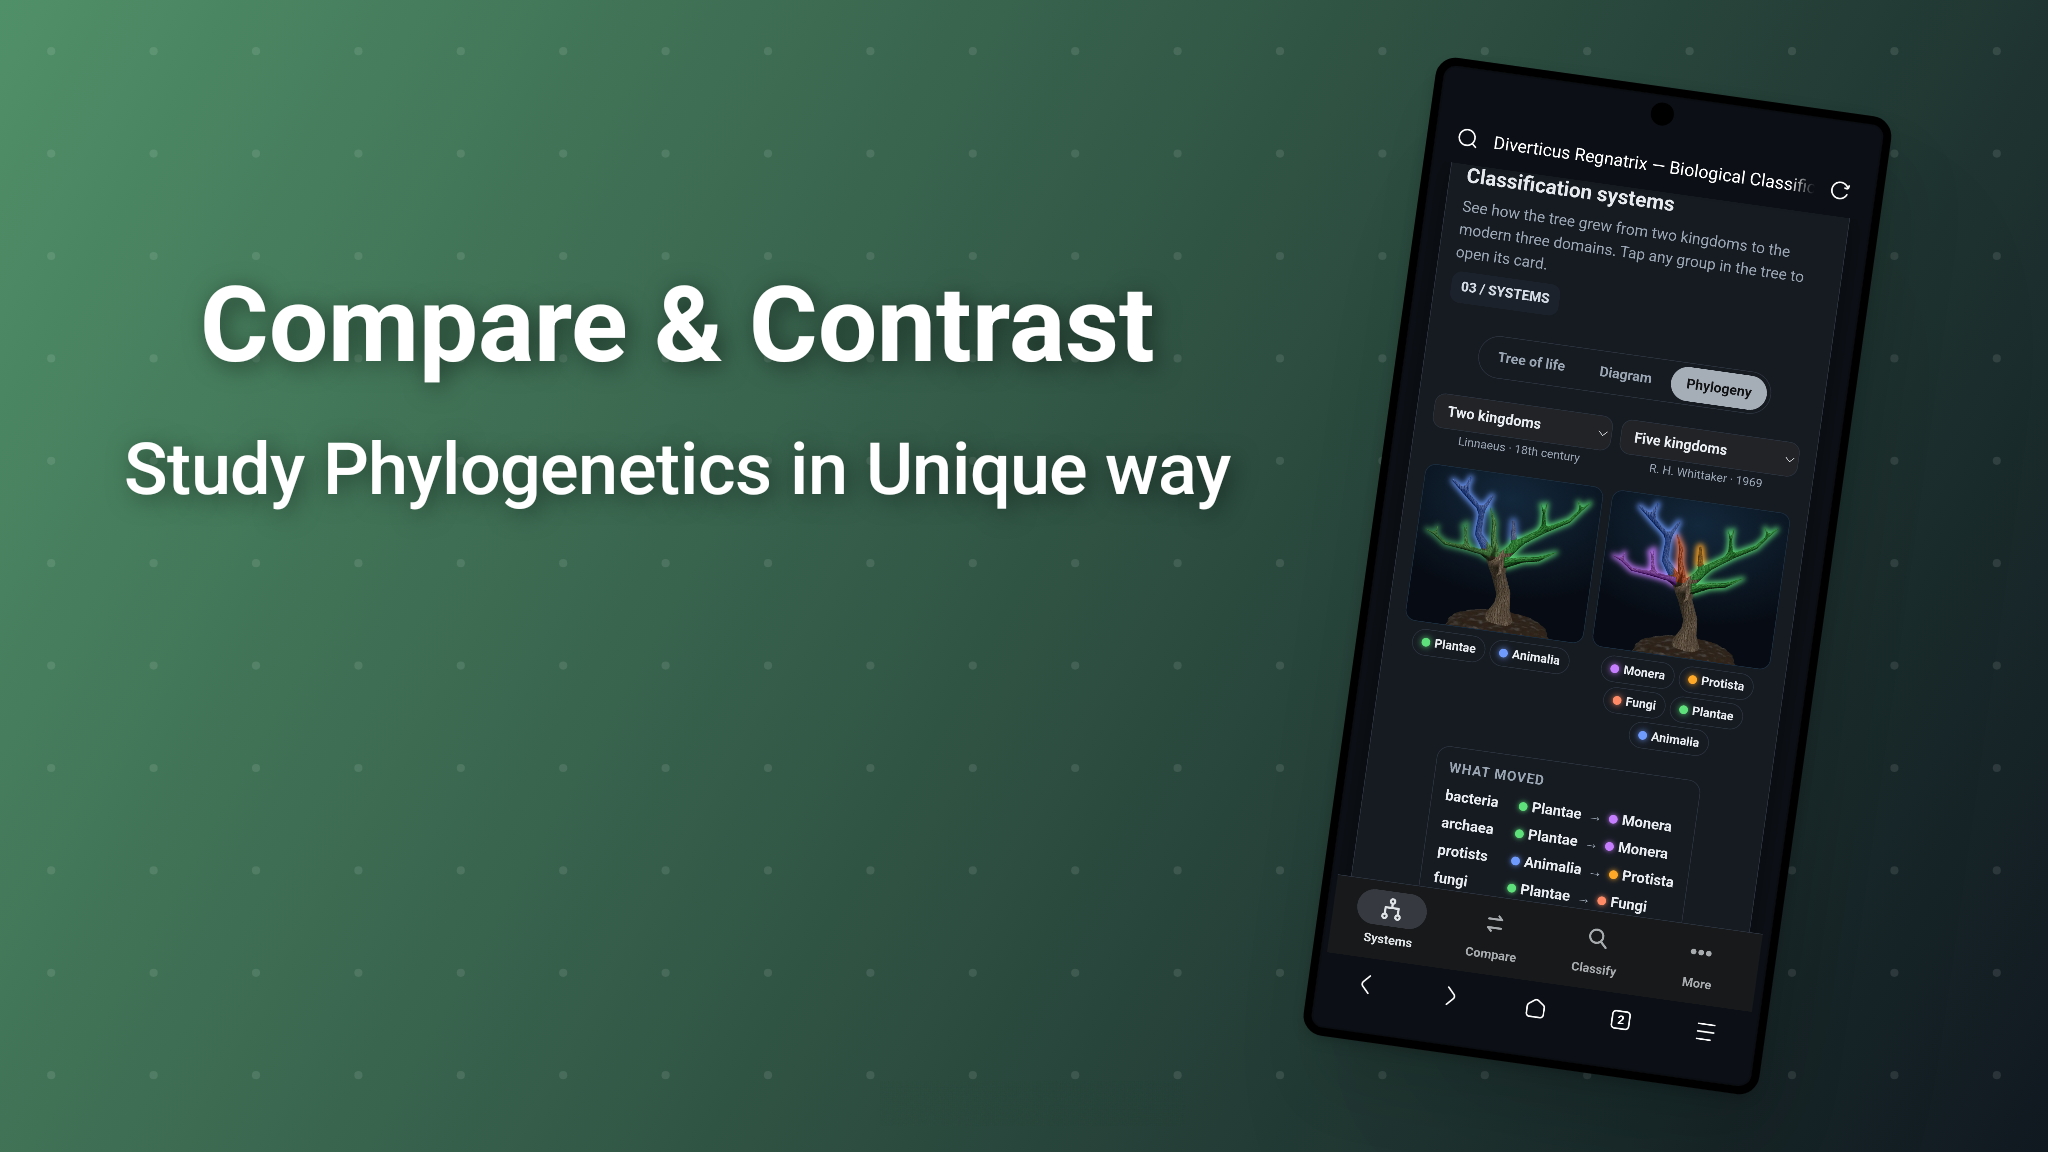 Compare & Contrast
Study Phylogenetics in Unique way
Diverticus Regnatrix — Biological Classific
Classification systems
See how the tree grew from two kingdoms to the
modern three domains. Tap any group in the tree to
open its card.
03 / SYSTEMS
Tree of life Diagram Phylogeny
Two kingdoms
Linnaeus · 18th century
Five kingdoms
R. H. Whittaker · 1969
Plantae Animalia
Monera Protista
Fungi Plantae
Animalia
WHAT MOVED
bacteria Plantae → Monera
archaea Plantae → Monera
protists Animalia → Protista
fungi Plantae → Fungi
Systems Compare Classify More
2